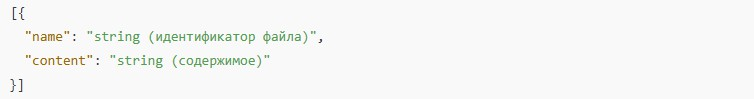 [{
  "name": "string (идентификатор файла)",
  "content": "string (содержимое)"
}]